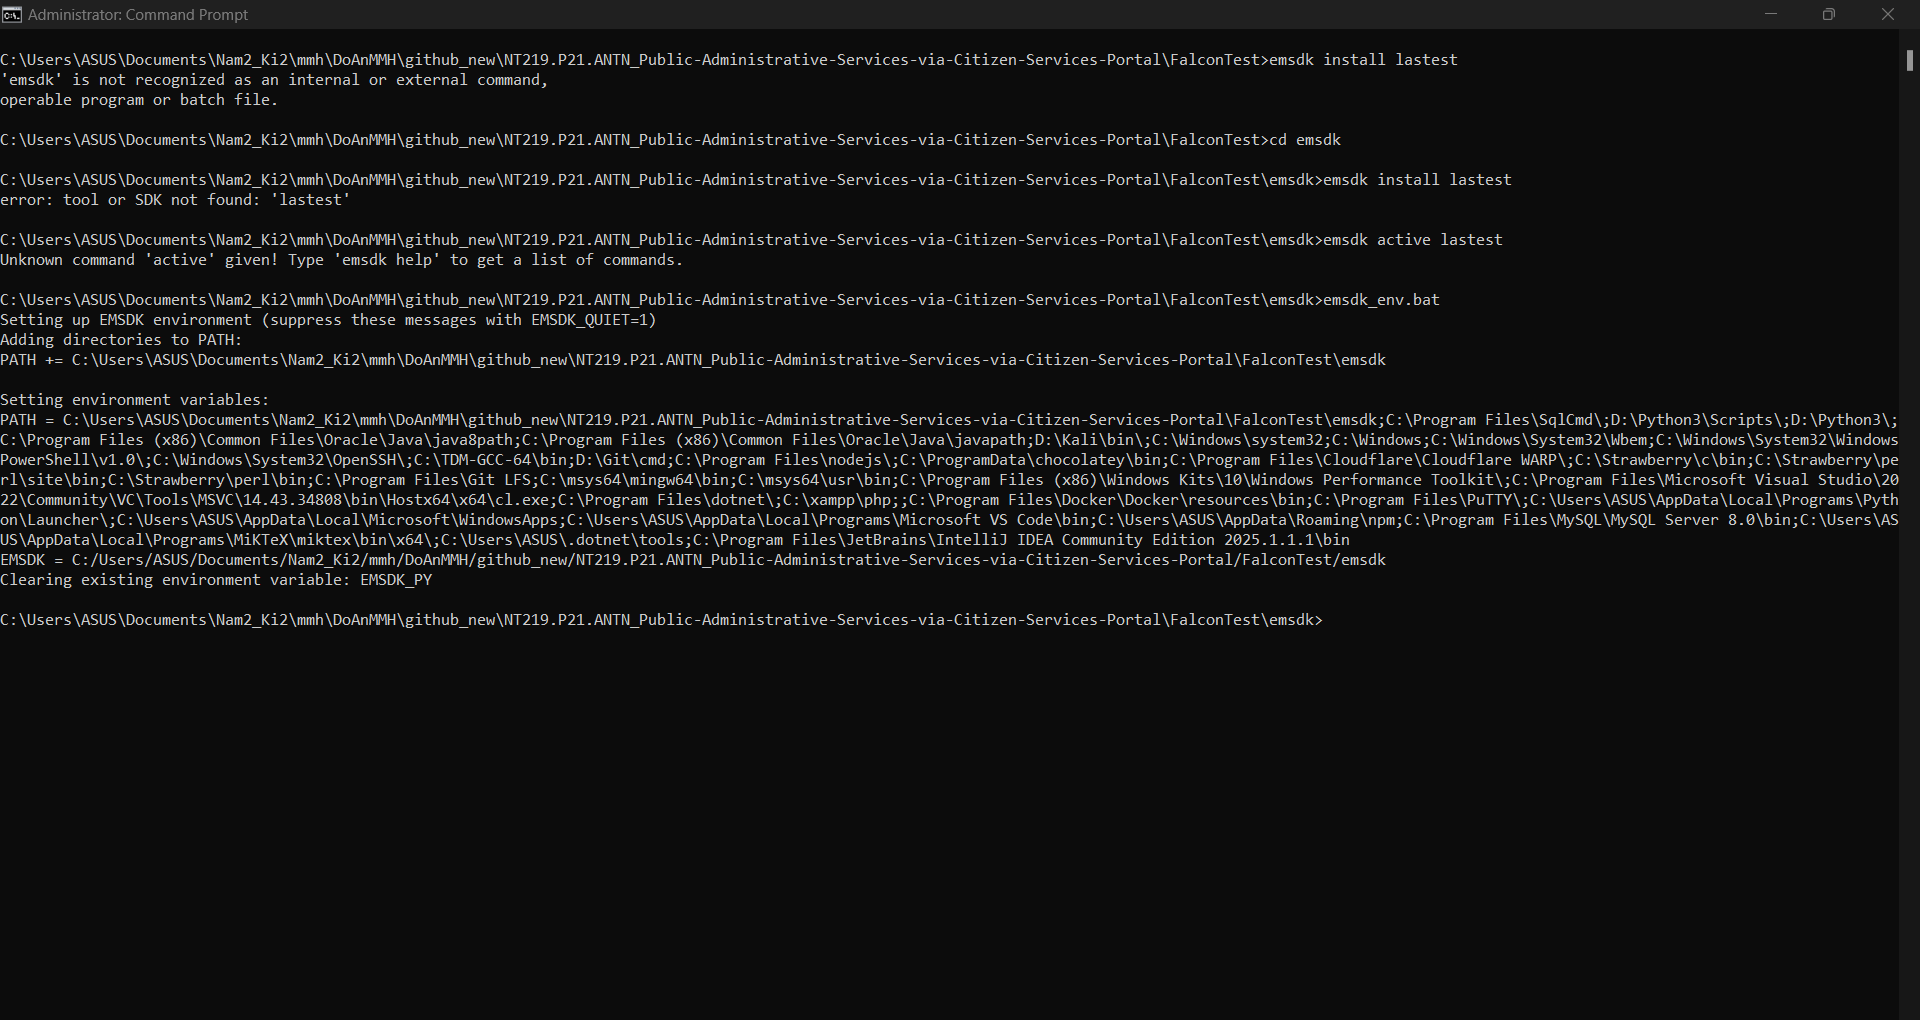 Administrator: Command Prompt
C:\Users\ASUS\Documents\Nam2_Ki2\mmh\DoAnMMH\github_new\NT219.P21.ANTN_Public-Administrative-Services-via-Citizen-Services-Portal\FalconTest>emsdk install lastest
'emsdk' is not recognized as an internal or external command,
operable program or batch file.
C:\Users\ASUS\Documents\Nam2_Ki2\mmh\DoAnMMH\github_new\NT219.P21.ANTN_Public-Administrative-Services-via-Citizen-Services-Portal\FalconTest>cd emsdk
C:\Users\ASUS\Documents\Nam2_Ki2\mmh\DoAnMMH\github_new\NT219.P21.ANTN_Public-Administrative-Services-via-Citizen-Services-Portal\FalconTest\emsdk>emsdk install lastest
error: tool or SDK not found: 'lastest'
C:\Users\ASUS\Documents\Nam2_Ki2\mmh\DoAnMMH\github_new\NT219.P21.ANTN_Public-Administrative-Services-via-Citizen-Services-Portal\FalconTest\emsdk>emsdk active lastest
Unknown command 'active' given! Type 'emsdk help' to get a list of commands.
C:\Users\ASUS\Documents\Nam2_Ki2\mmh\DoAnMMH\github_new\NT219.P21.ANTN_Public-Administrative-Services-via-Citizen-Services-Portal\FalconTest\emsdk>emsdk_env.bat
Setting up EMSDK environment (suppress these messages with EMSDK_QUIET=1)
Adding directories to PATH:
PATH += C:\Users\ASUS\Documents\Nam2_Ki2\mmh\DoAnMMH\github_new\NT219.P21.ANTN_Public-Administrative-Services-via-Citizen-Services-Portal\FalconTest\emsdk
Setting environment variables:
PATH = C:\Users\ASUS\Documents\Nam2_Ki2\mmh\DoAnMMH\github_new\NT219.P21.ANTN_Public-Administrative-Services-via-Citizen-Services-Portal\FalconTest\emsdk;C:\Program Files\SqlCmd\;D:\Python3\Scripts\;D:\Python3\;
C:\Program Files (x86)\Common Files\Oracle\Java\java8path;C:\Program Files (x86)\Common Files\Oracle\Java\javapath;D:\Kali\bin\;C:\Windows\system32;C:\Windows;C:\Windows\System32\Wbem;C:\Windows\System32\Windows
PowerShell\v1.0\;C:\Windows\System32\OpenSSH\;C:\TDM-GCC-64\bin;D:\Git\cmd;C:\Program Files\nodejs\;C:\ProgramData\chocolatey\bin;C:\Program Files\Cloudflare\Cloudflare WARP\;C:\Strawberry\c\bin;C:\Strawberry\pe
rl\site\bin;C:\Strawberry\perl\bin;C:\Program Files\Git LFS;C:\msys64\mingw64\bin;C:\msys64\usr\bin;C:\Program Files (x86)\Windows Kits\10\Windows Performance Toolkit\;C:\Program Files\Microsoft Visual Studio\20
22\Community\VC\Tools\MSVC\14.43.34808\bin\Hostx64\x64\cl.exe;C:\Program Files\dotnet\;C:\xampp\php;;C:\Program Files\Docker\Docker\resources\bin;C:\Program Files\PuTTY\;C:\Users\ASUS\AppData\Local\Programs\Pyth
on\Launcher\;C:\Users\ASUS\AppData\Local\Microsoft\WindowsApps;C:\Users\ASUS\AppData\Local\Programs\Microsoft VS Code\bin;C:\Users\ASUS\AppData\Roaming\npm;C:\Program Files\MySQL\MySQL Server 8.0\bin;C:\Users\AS
US\AppData\Local\Programs\MiKTeX\miktex\bin\x64\;C:\Users\ASUS\.dotnet\tools;C:\Program Files\JetBrains\IntelliJ IDEA Community Edition 2025.1.1.1\bin
EMSDK = C:/Users/ASUS/Documents/Nam2_Ki2/mmh/DoAnMMH/github_new/NT219.P21.ANTN_Public-Administrative-Services-via-Citizen-Services-Portal/FalconTest/emsdk
Clearing existing environment variable: EMSDK_PY
C:\Users\ASUS\Documents\Nam2_Ki2\mmh\DoAnMMH\github_new\NT219.P21.ANTN_Public-Administrative-Services-via-Citizen-Services-Portal\FalconTest\emsdk>